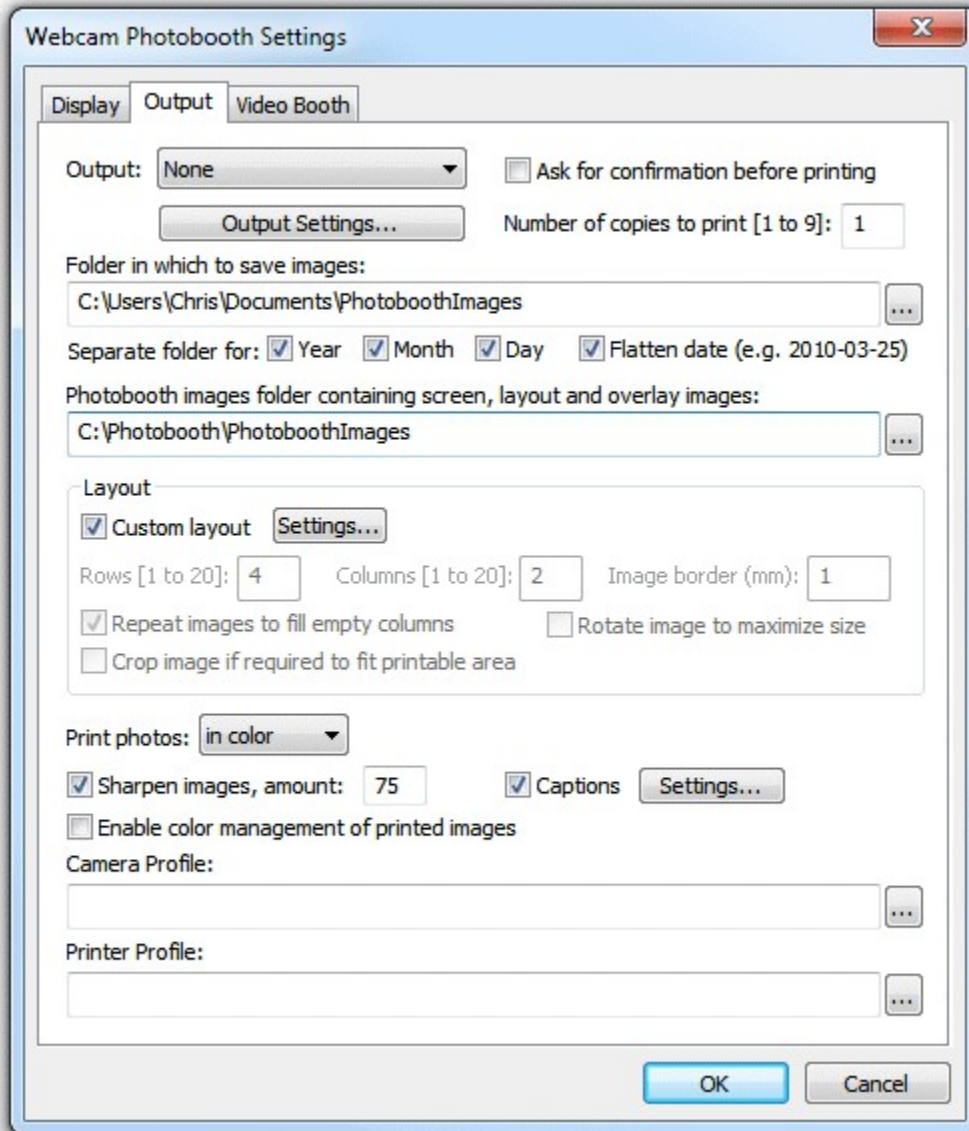 Webcam Photobooth Settings
Display Output Video Booth
Output: None Ask for confirmation before printing
Output Settings... Number of copies to print [1 to 9]: 1
Folder in which to save images:
C:\Users\Chris\Documents\PhotoboothImages ...
Separate folder for: Year Month Day Flatten date (e.g. 2010-03-25)
Photobooth images folder containing screen, layout and overlay images:
C:\Photobooth\PhotoboothImages ...
Layout
Custom layout Settings...
Rows [1 to 20]: 4 Columns [1 to 20]: 2 Image border (mm): 1
Repeat images to fill empty columns Rotate image to maximize size
Crop image if required to fit printable area
Print photos: in color
Sharpen images, amount: 75 Captions Settings...
Enable color management of printed images
Camera Profile:
...
Printer Profile:
...
OK Cancel